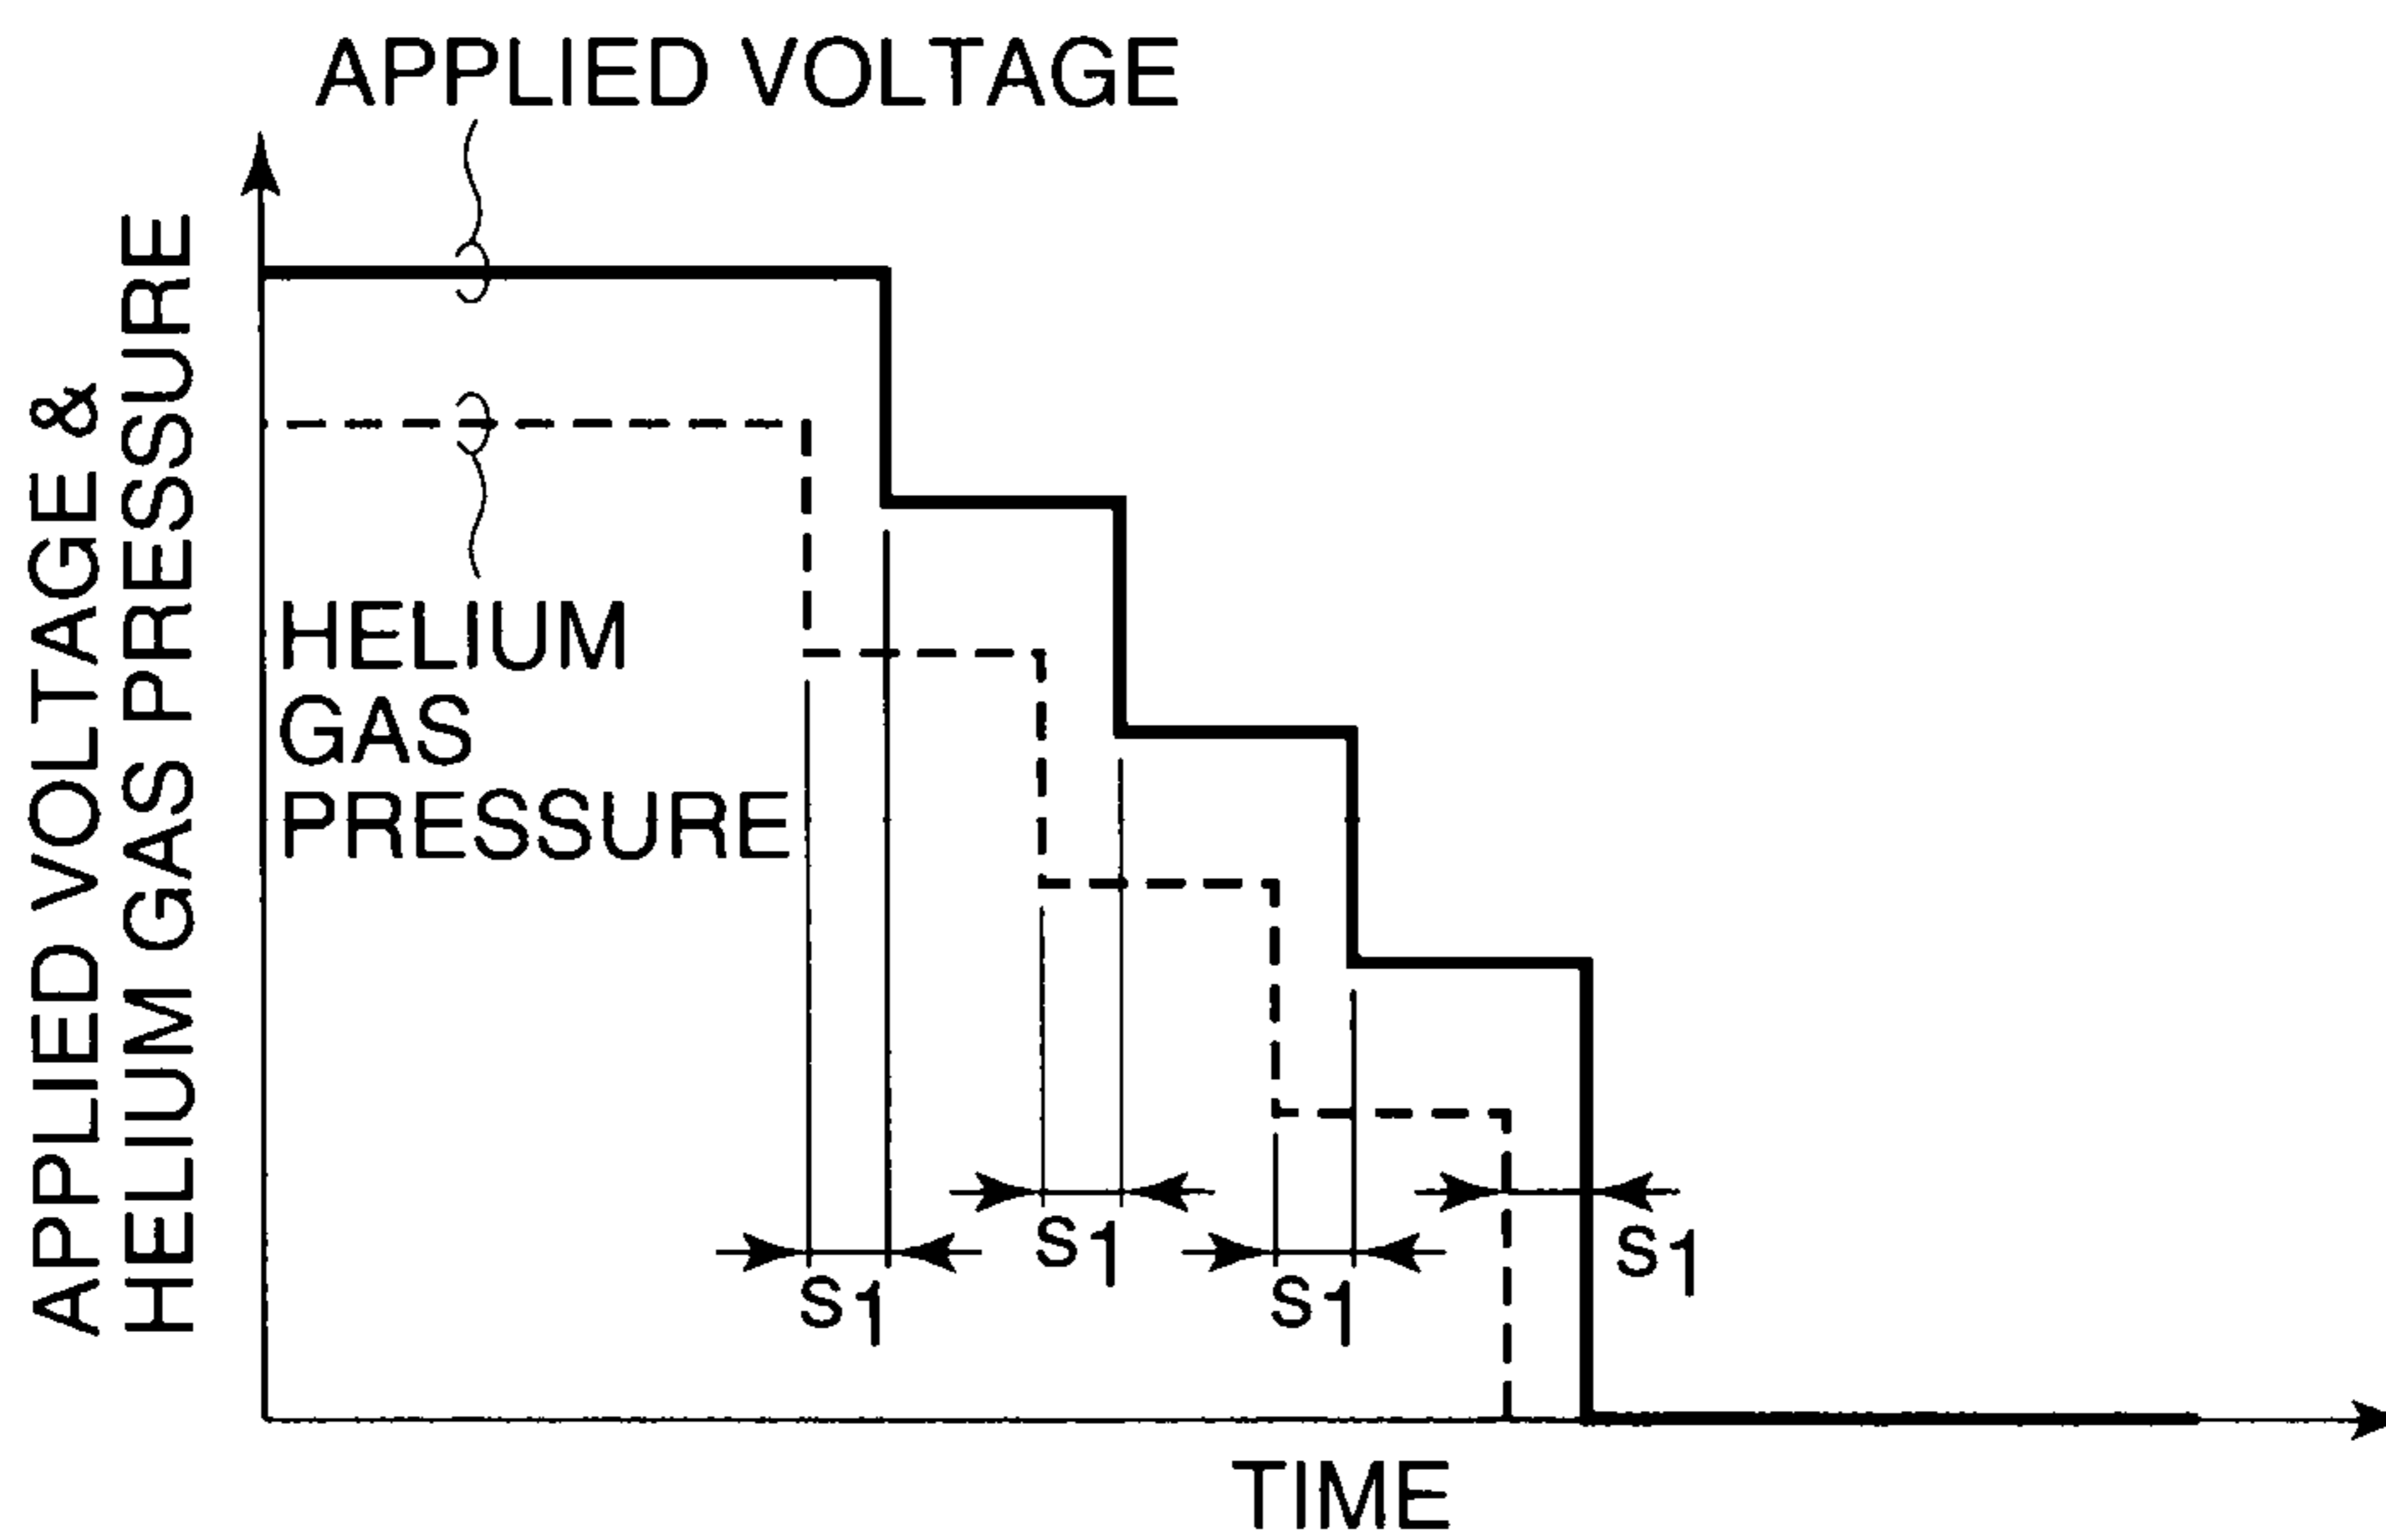 APPLIED VOLTAGE
APPLIED VOLTAGE &
HELIUM GAS PRESSURE
HELIUM
GAS
PRESSURE
S1
S1
S1
S1
TIME